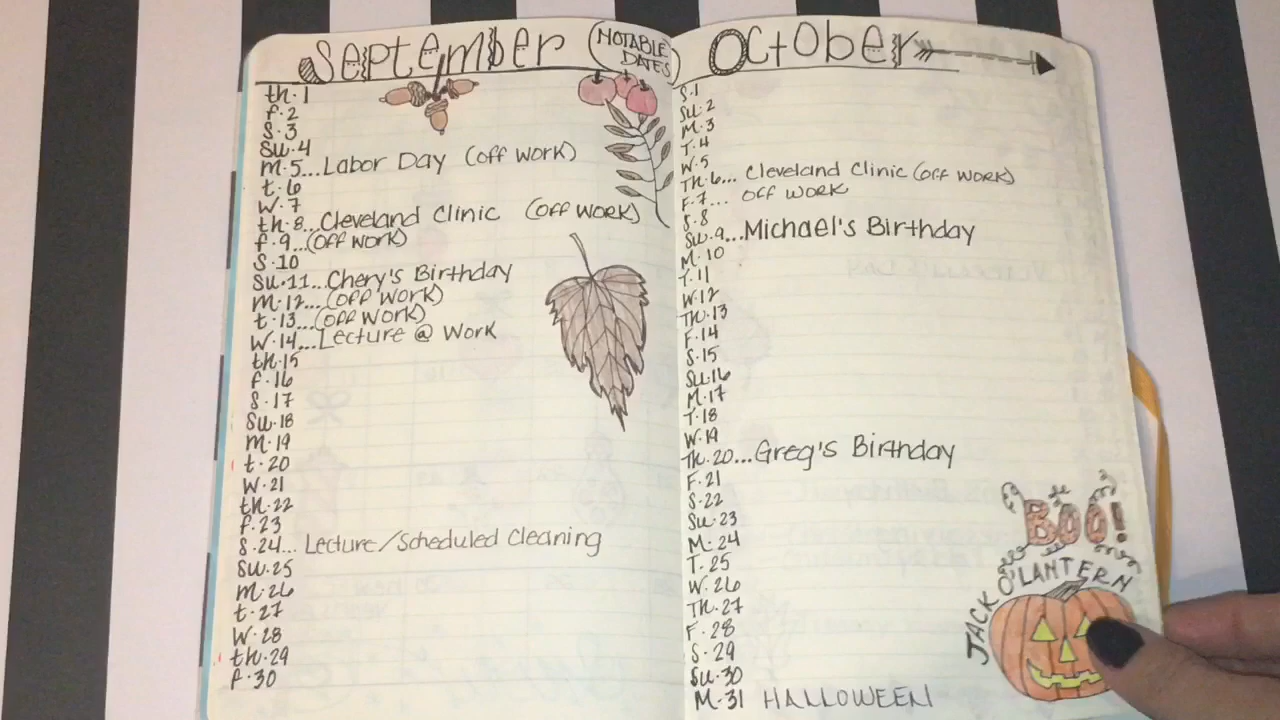 September
NOTABLE
DATES
th·1
f·2
S·3
Su·4
M·5...Labor Day (off work)
t·6
W·7
th·8...Cleveland Clinic (off work)
f·9...(off work)
S·10
Su·11...Chery's Birthday
M·12...(off work)
t·13...(off work)
W·14...Lecture @ Work
th·15
f·16
S·17
Su·18
M·19
t·20
W·21
th·22
f·23
S·24... Lecture/Scheduled Cleaning
Su·25
M·26
t·27
W·28
th·29
f·30
October
S·1
Su·2
M·3
T·4
W·5
Th·6... Cleveland Clinic (off work)
F·7... off work
S·8
Su·9...Michael's Birthday
M·10
T·11
W·12
Th·13
F·14
S·15
Su·16
M·17
T·18
W·19
Th·20...Greg's Birthday
F·21
S·22
Su·23
M·24
T·25
W·26
Th·27
F·28
S·29
Su·30
M·31 HALLOWEEN
BOO!
JACK O'LANTERN